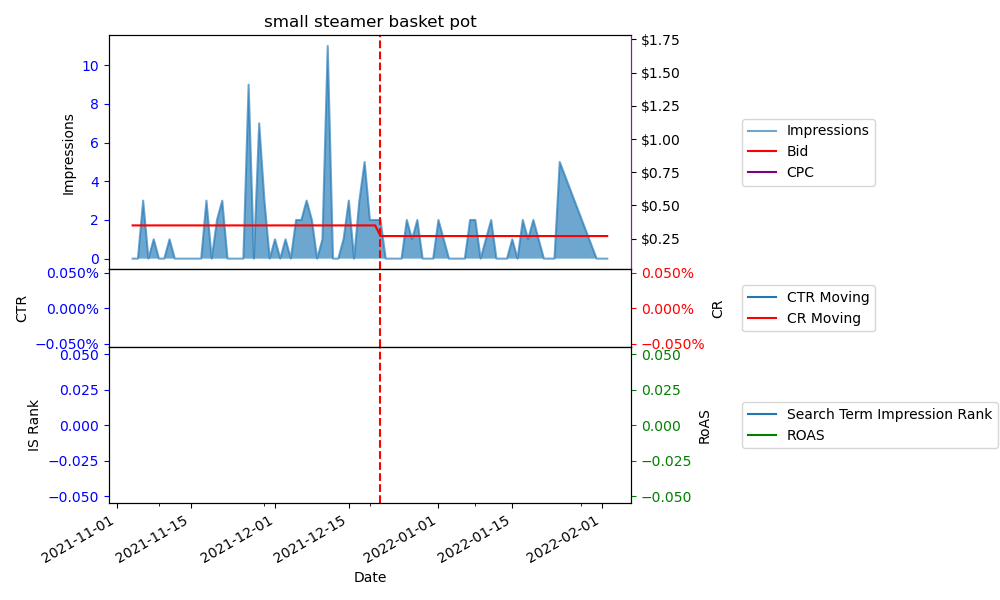 small steamer basket pot
Impressions
10
8
6
4
2
0
$1.75
$1.50
$1.25
$1.00
$0.75
$0.50
$0.25
Impressions
Bid
CPC
CTR
0.050%
0.000%
−0.050%
0.050%
0.000%
−0.050%
CR
CTR Moving
CR Moving
IS Rank
0.050
0.025
0.000
−0.025
−0.050
0.050
0.025
0.000
−0.025
−0.050
RoAS
Search Term Impression Rank
ROAS
2021-11-01
2021-11-15
2021-12-01
2021-12-15
2022-01-01
2022-01-15
2022-02-01
Date